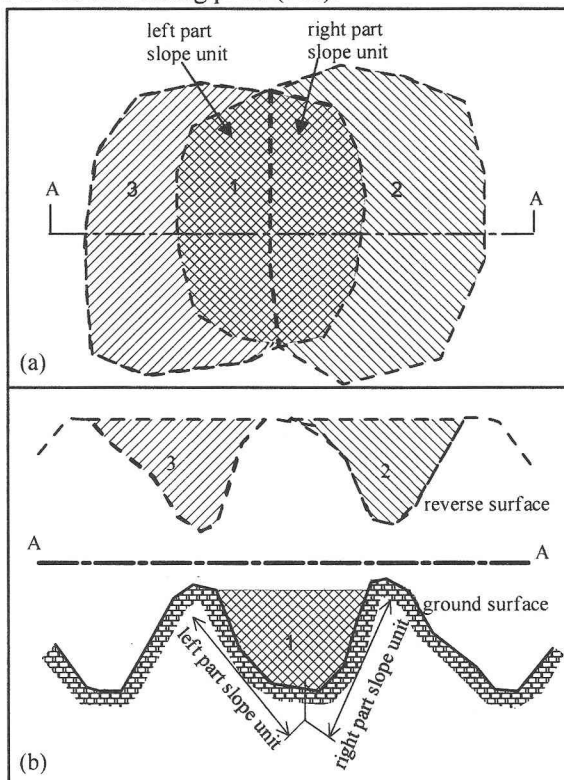 left part
slope unit
right part
slope unit
A
A
3
1
2
(a)
3
2
reverse surface
A
A
ground surface
1
left part slope unit
right part slope unit
(b)